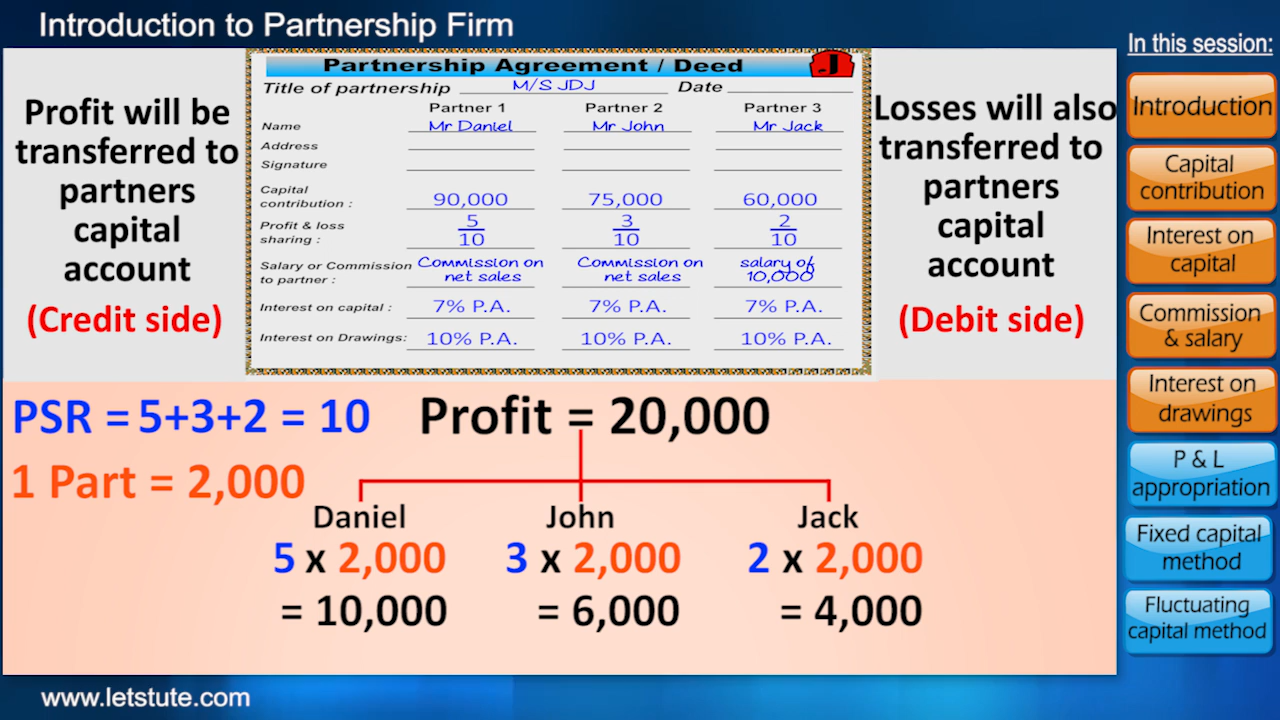 Introduction to Partnership Firm
In this session:
Profit will be
transferred to
partners
capital
account
(Credit side)
Partnership Agreement / Deed
J
Title of partnership M/S JDJ Date
Partner 1 Partner 2 Partner 3
Name Mr Daniel Mr John Mr Jack
Address
Signature
Capital
contribution : 90,000 75,000 60,000
Profit & loss
sharing : 5/10 3/10 2/10
Salary or Commission Commission on Commission on salary of
to partner : net sales net sales 10,000
Interest on capital : 7% P.A. 7% P.A. 7% P.A.
Interest on Drawings: 10% P.A. 10% P.A. 10% P.A.
Losses will also
transferred to
partners
capital
account
(Debit side)
PSR = 5+3+2 = 10
1 Part = 2,000
Profit = 20,000
Daniel John Jack
5 x 2,000 3 x 2,000 2 x 2,000
= 10,000 = 6,000 = 4,000
Introduction
Capital
contribution
Interest on
capital
Commission
& salary
Interest on
drawings
P & L
appropriation
Fixed capital
method
Fluctuating
capital method
www.letstute.com